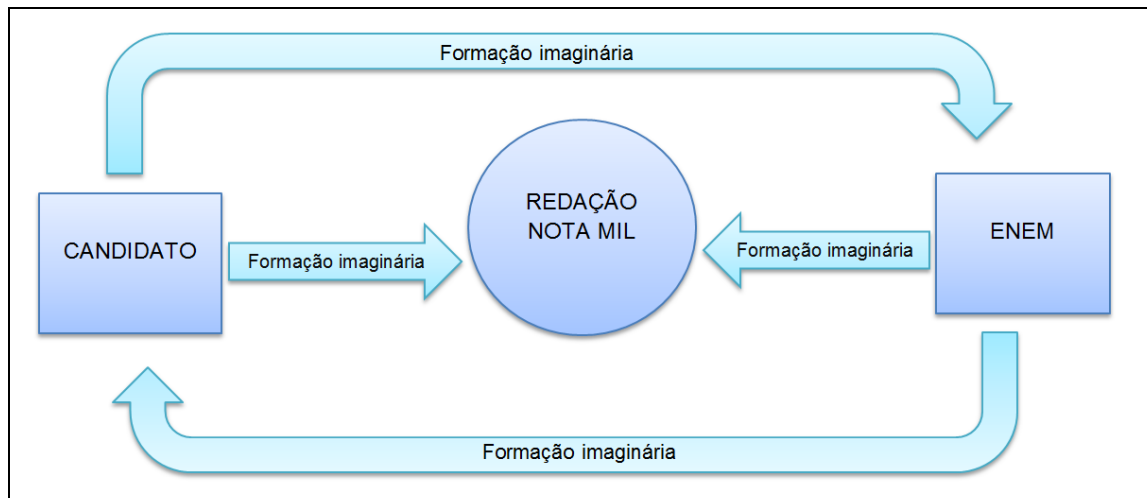 Formação imaginária
CANDIDATO
Formação imaginária
REDAÇÃO
NOTA MIL
Formação imaginária
ENEM
Formação imaginária